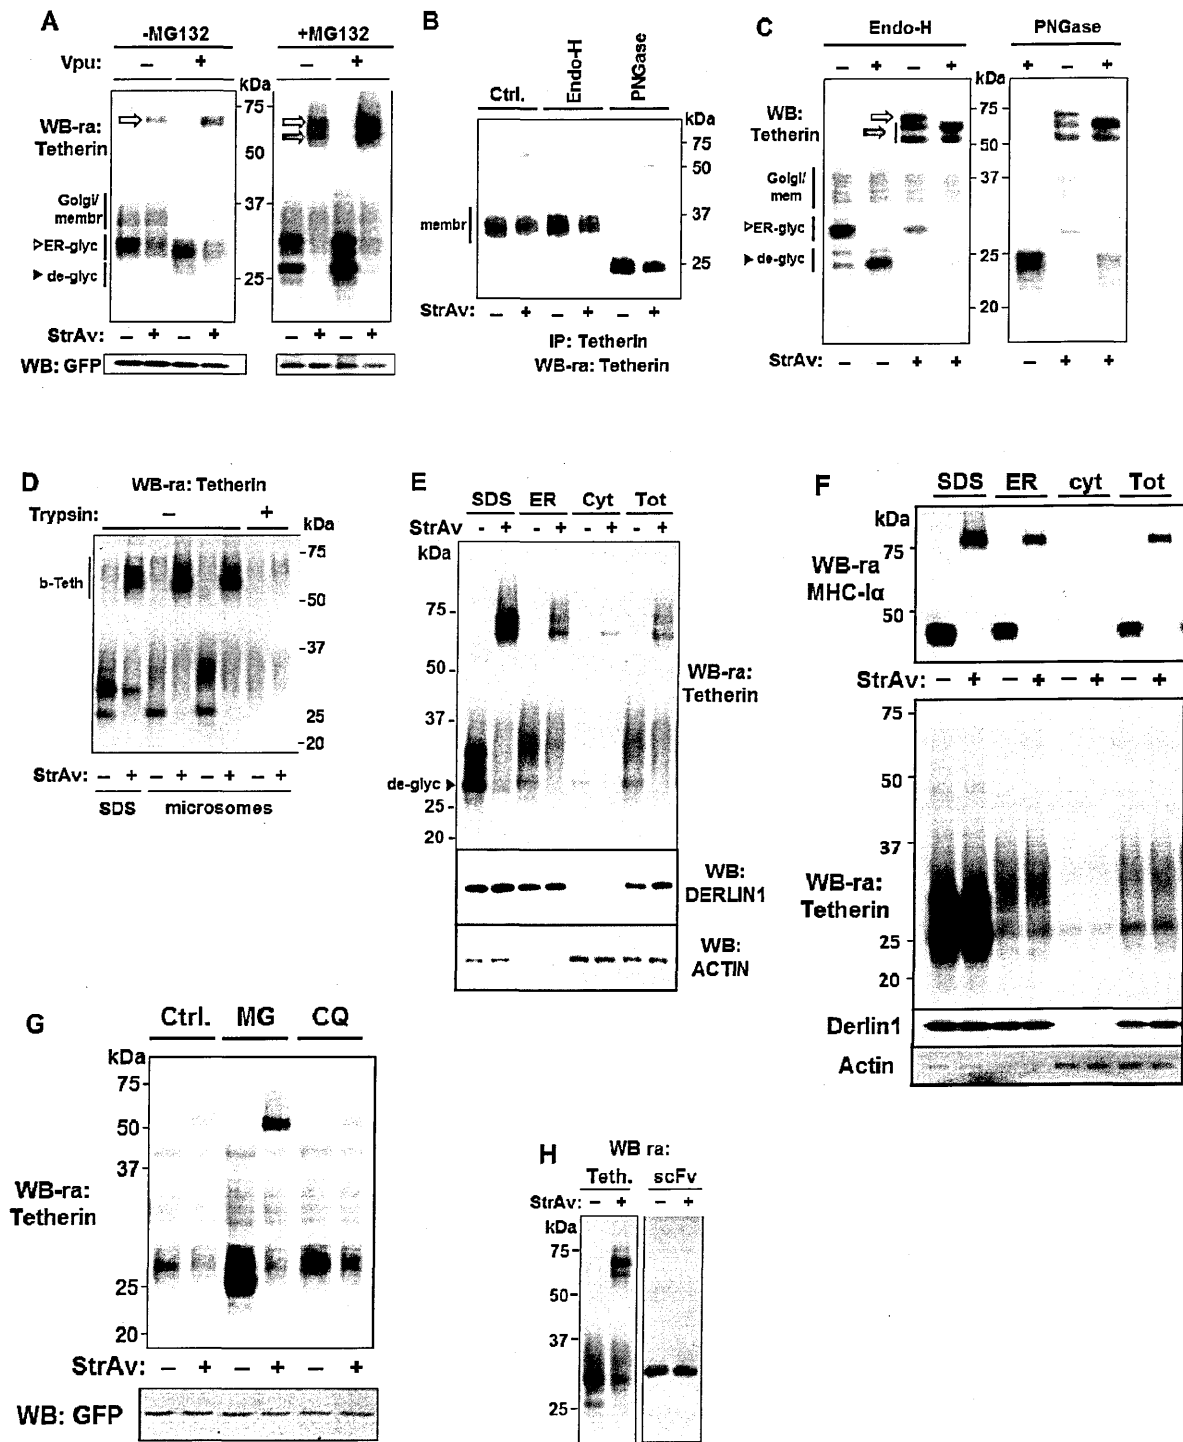 A
-MG132
+MG132
Vpu: – + – +
kDa
75
50
37
25
WB-ra:
Tetherin
Golgi/
membr
ER-glyc
de-glyc
StrAv: – + – + – + – +
WB: GFP
B
Ctrl.
Endo-H
PNGase
kDa
75
50
37
25
membr
StrAv: – + – + – +
IP: Tetherin
WB-ra: Tetherin
C
Endo-H
PNGase
– + – + + – +
kDa
75
50
37
25
20
WB:
Tetherin
Golgi/
mem
ER-glyc
de-glyc
StrAv: – – + + – + +
D
WB-ra: Tetherin
Trypsin: – +
kDa
-75
50
-37
25
-20
b-Teth
StrAv: – + – + – + – +
SDS microsomes
E
SDS ER Cyt Tot
StrAv - + - + - + - +
kDa
75
50
37
25
20
de-glyc
WB-ra:
Tetherin
WB:
DERLIN1
WB:
ACTIN
F
SDS ER cyt Tot
kDa
75
50
WB-ra
MHC-Iα
StrAv: – + – + – + – +
75
50
37
25
20
WB-ra:
Tetherin
Derlin1
Actin
G
Ctrl. MG CQ
kDa
75
50
37
25
20
WB-ra:
Tetherin
StrAv: – + – + – +
WB: GFP
H
WB ra:
Teth. scFv
StrAv: – + – +
kDa
75
50
37
25